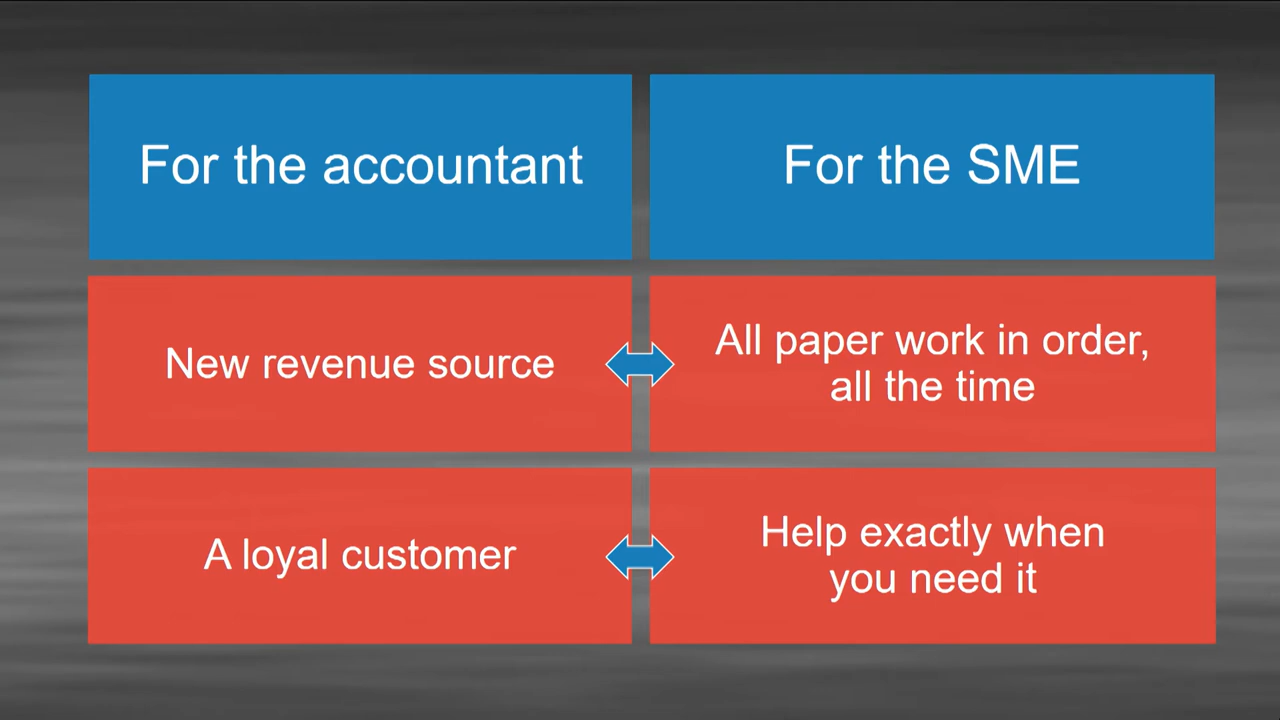 For the accountant
For the SME
New revenue source
All paper work in order,
all the time
A loyal customer
Help exactly when
you need it